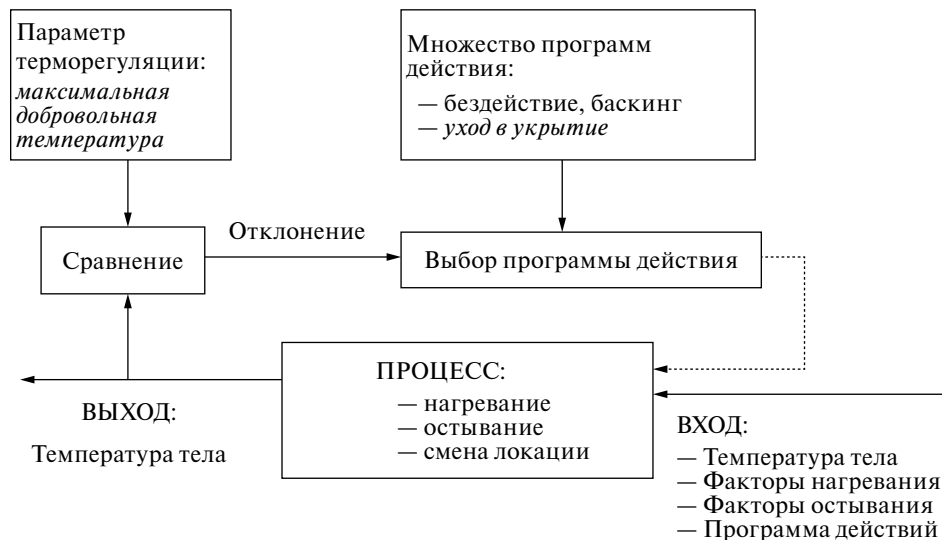 Параметр
терморегуляции:
максимальная
добровольная
температура
Множество программ
действия:
— бездействие, баскинг
— уход в укрытие
Сравнение
Отклонение
Выбор программы действия
ПРОЦЕСС:
— нагревание
— остывание
— смена локации
ВЫХОД:
Температура тела
ВХОД:
— Температура тела
— Факторы нагревания
— Факторы остывания
— Программа действий